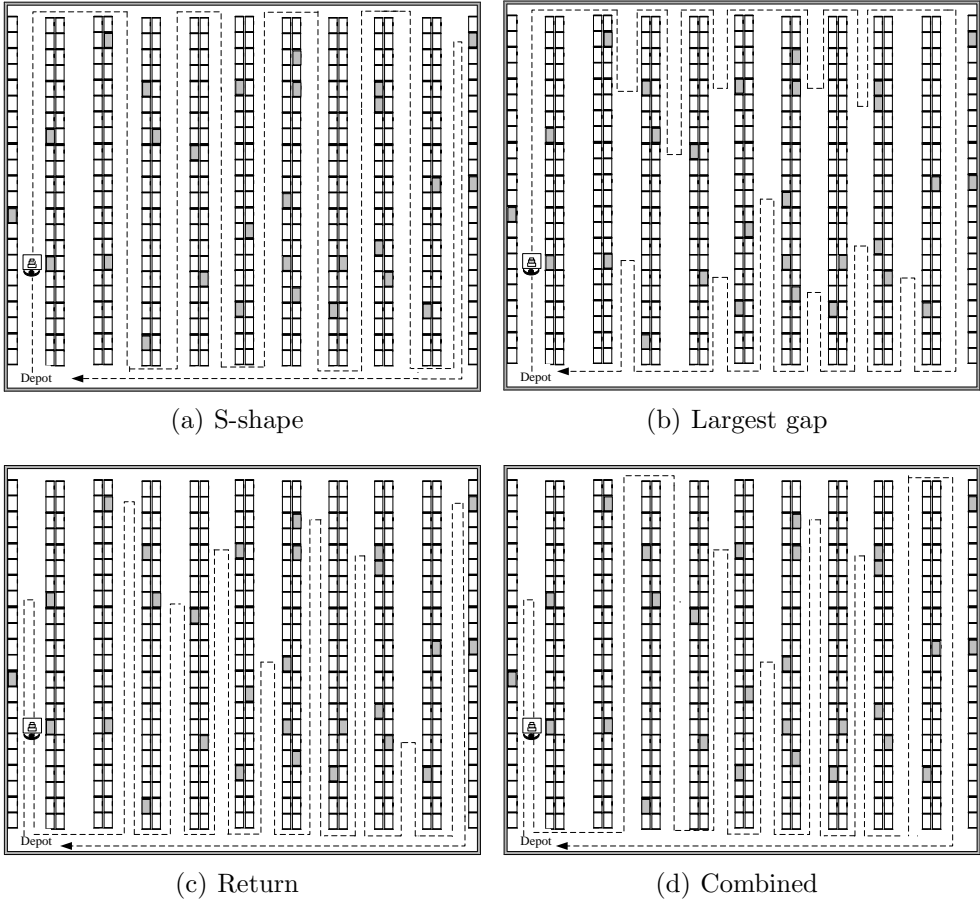 Depot
Depot
(a) S-shape
(b) Largest gap
Depot
Depot
(c) Return
(d) Combined